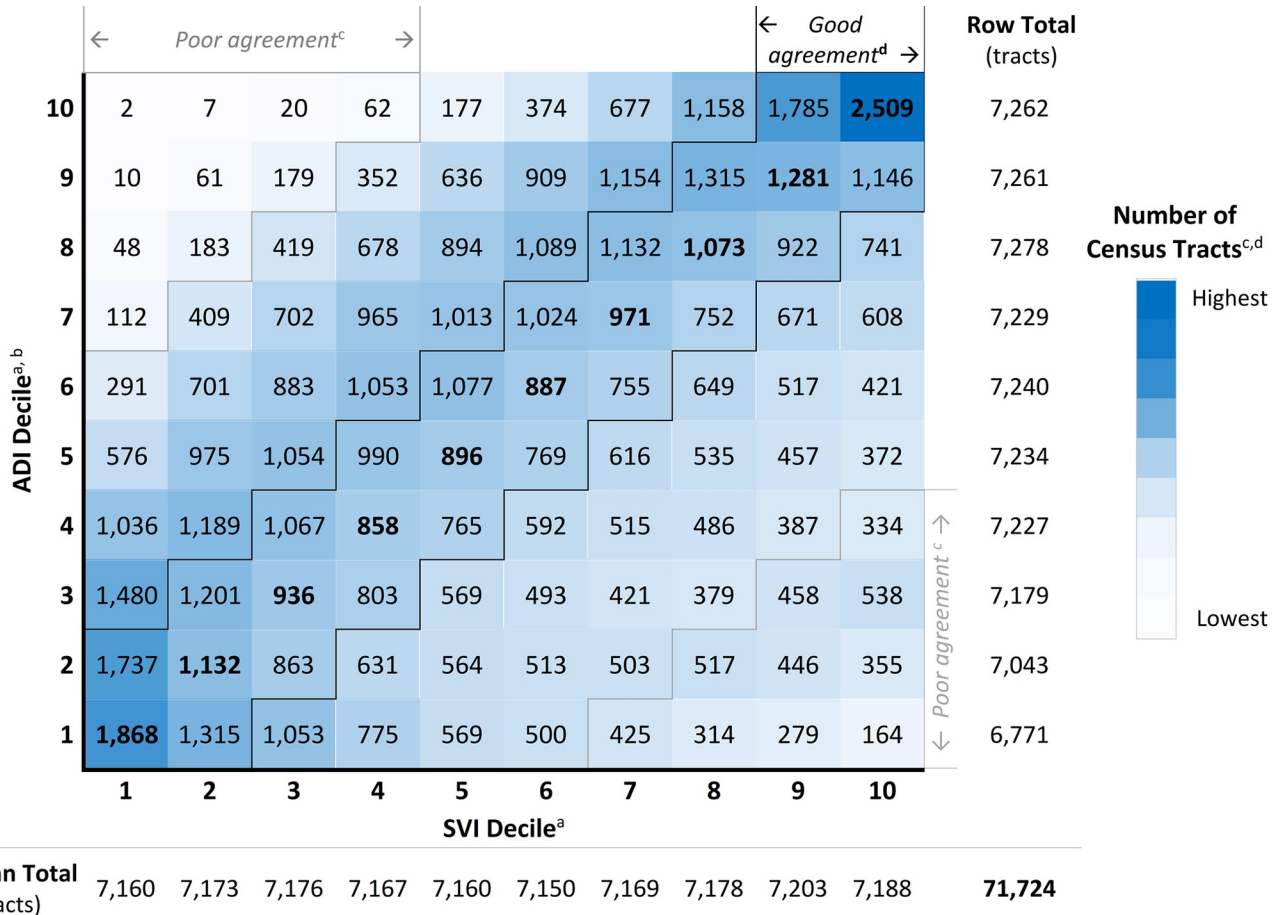 ← Poor agreementᶜ →
← Good agreementᵈ →
Row Total
(tracts)
10 2 7 20 62 177 374 677 1,158 1,785 2,509 7,262
9 10 61 179 352 636 909 1,154 1,315 1,281 1,146 7,261
8 48 183 419 678 894 1,089 1,132 1,073 922 741 7,278
7 112 409 702 965 1,013 1,024 971 752 671 608 7,229
6 291 701 883 1,053 1,077 887 755 649 517 421 7,240
5 576 975 1,054 990 896 769 616 535 457 372 7,234
4 1,036 1,189 1,067 858 765 592 515 486 387 334 7,227
3 1,480 1,201 936 803 569 493 421 379 458 538 7,179
2 1,737 1,132 863 631 564 513 503 517 446 355 7,043
1 1,868 1,315 1,053 775 569 500 425 314 279 164 6,771
1 2 3 4 5 6 7 8 9 10
ADI Decileᵃ, ᵇ
SVI Decileᵃ
← Poor agreement ᶜ →
Number of
Census Tractsᶜ,ᵈ
Highest
Lowest
Total 7,160 7,173 7,176 7,167 7,160 7,150 7,169 7,178 7,203 7,188 71,724